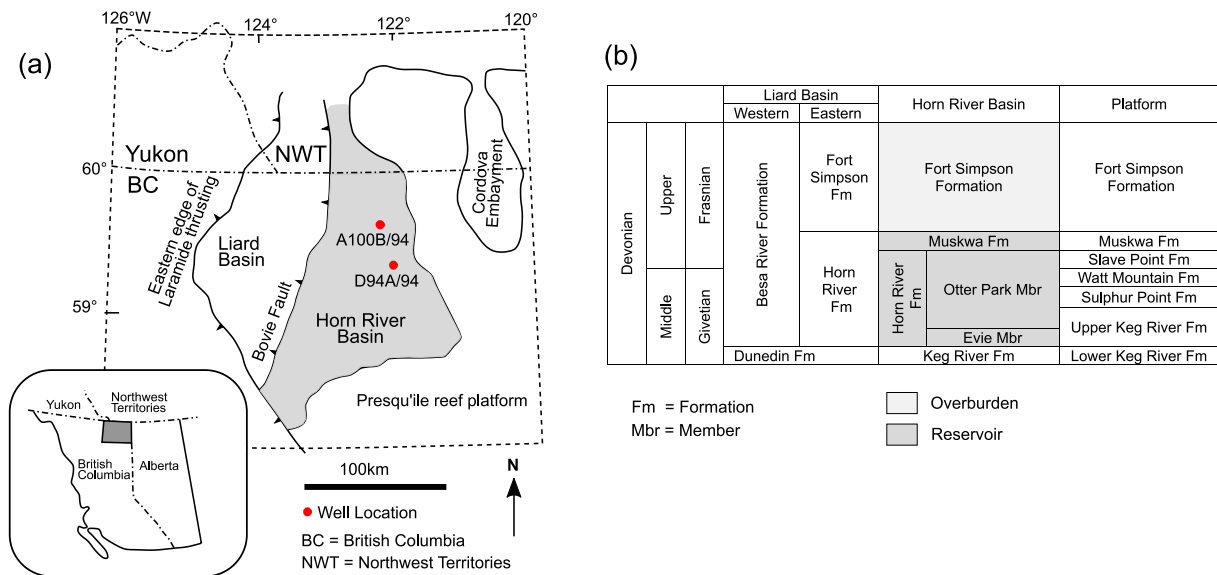 (a)
126°W
124°
122°
120°
Yukon
NWT
60°
BC
Cordova
Embayment
Eastern edge of
Laramide thrusting
A100B/94
Liard
Basin
D94A/94
59°
Bovie Fault
Horn River
Basin
Presqu'ile reef platform
Yukon
Northwest
Territories
British
Columbia
Alberta
100km
N
Well Location
BC = British Columbia
NWT = Northwest Territories
(b)
Liard Basin
Horn River Basin
Platform
Western
Eastern
Devonian
Upper
Frasnian
Besa River Formation
Fort
Simpson
Fm
Fort Simpson
Formation
Fort Simpson
Formation
Muskwa Fm
Muskwa Fm
Middle
Givetian
Horn
River
Fm
Horn River
Fm
Otter Park Mbr
Slave Point Fm
Watt Mountain Fm
Sulphur Point Fm
Upper Keg River Fm
Evie Mbr
Dunedin Fm
Keg River Fm
Lower Keg River Fm
Fm = Formation
Mbr = Member
Overburden
Reservoir